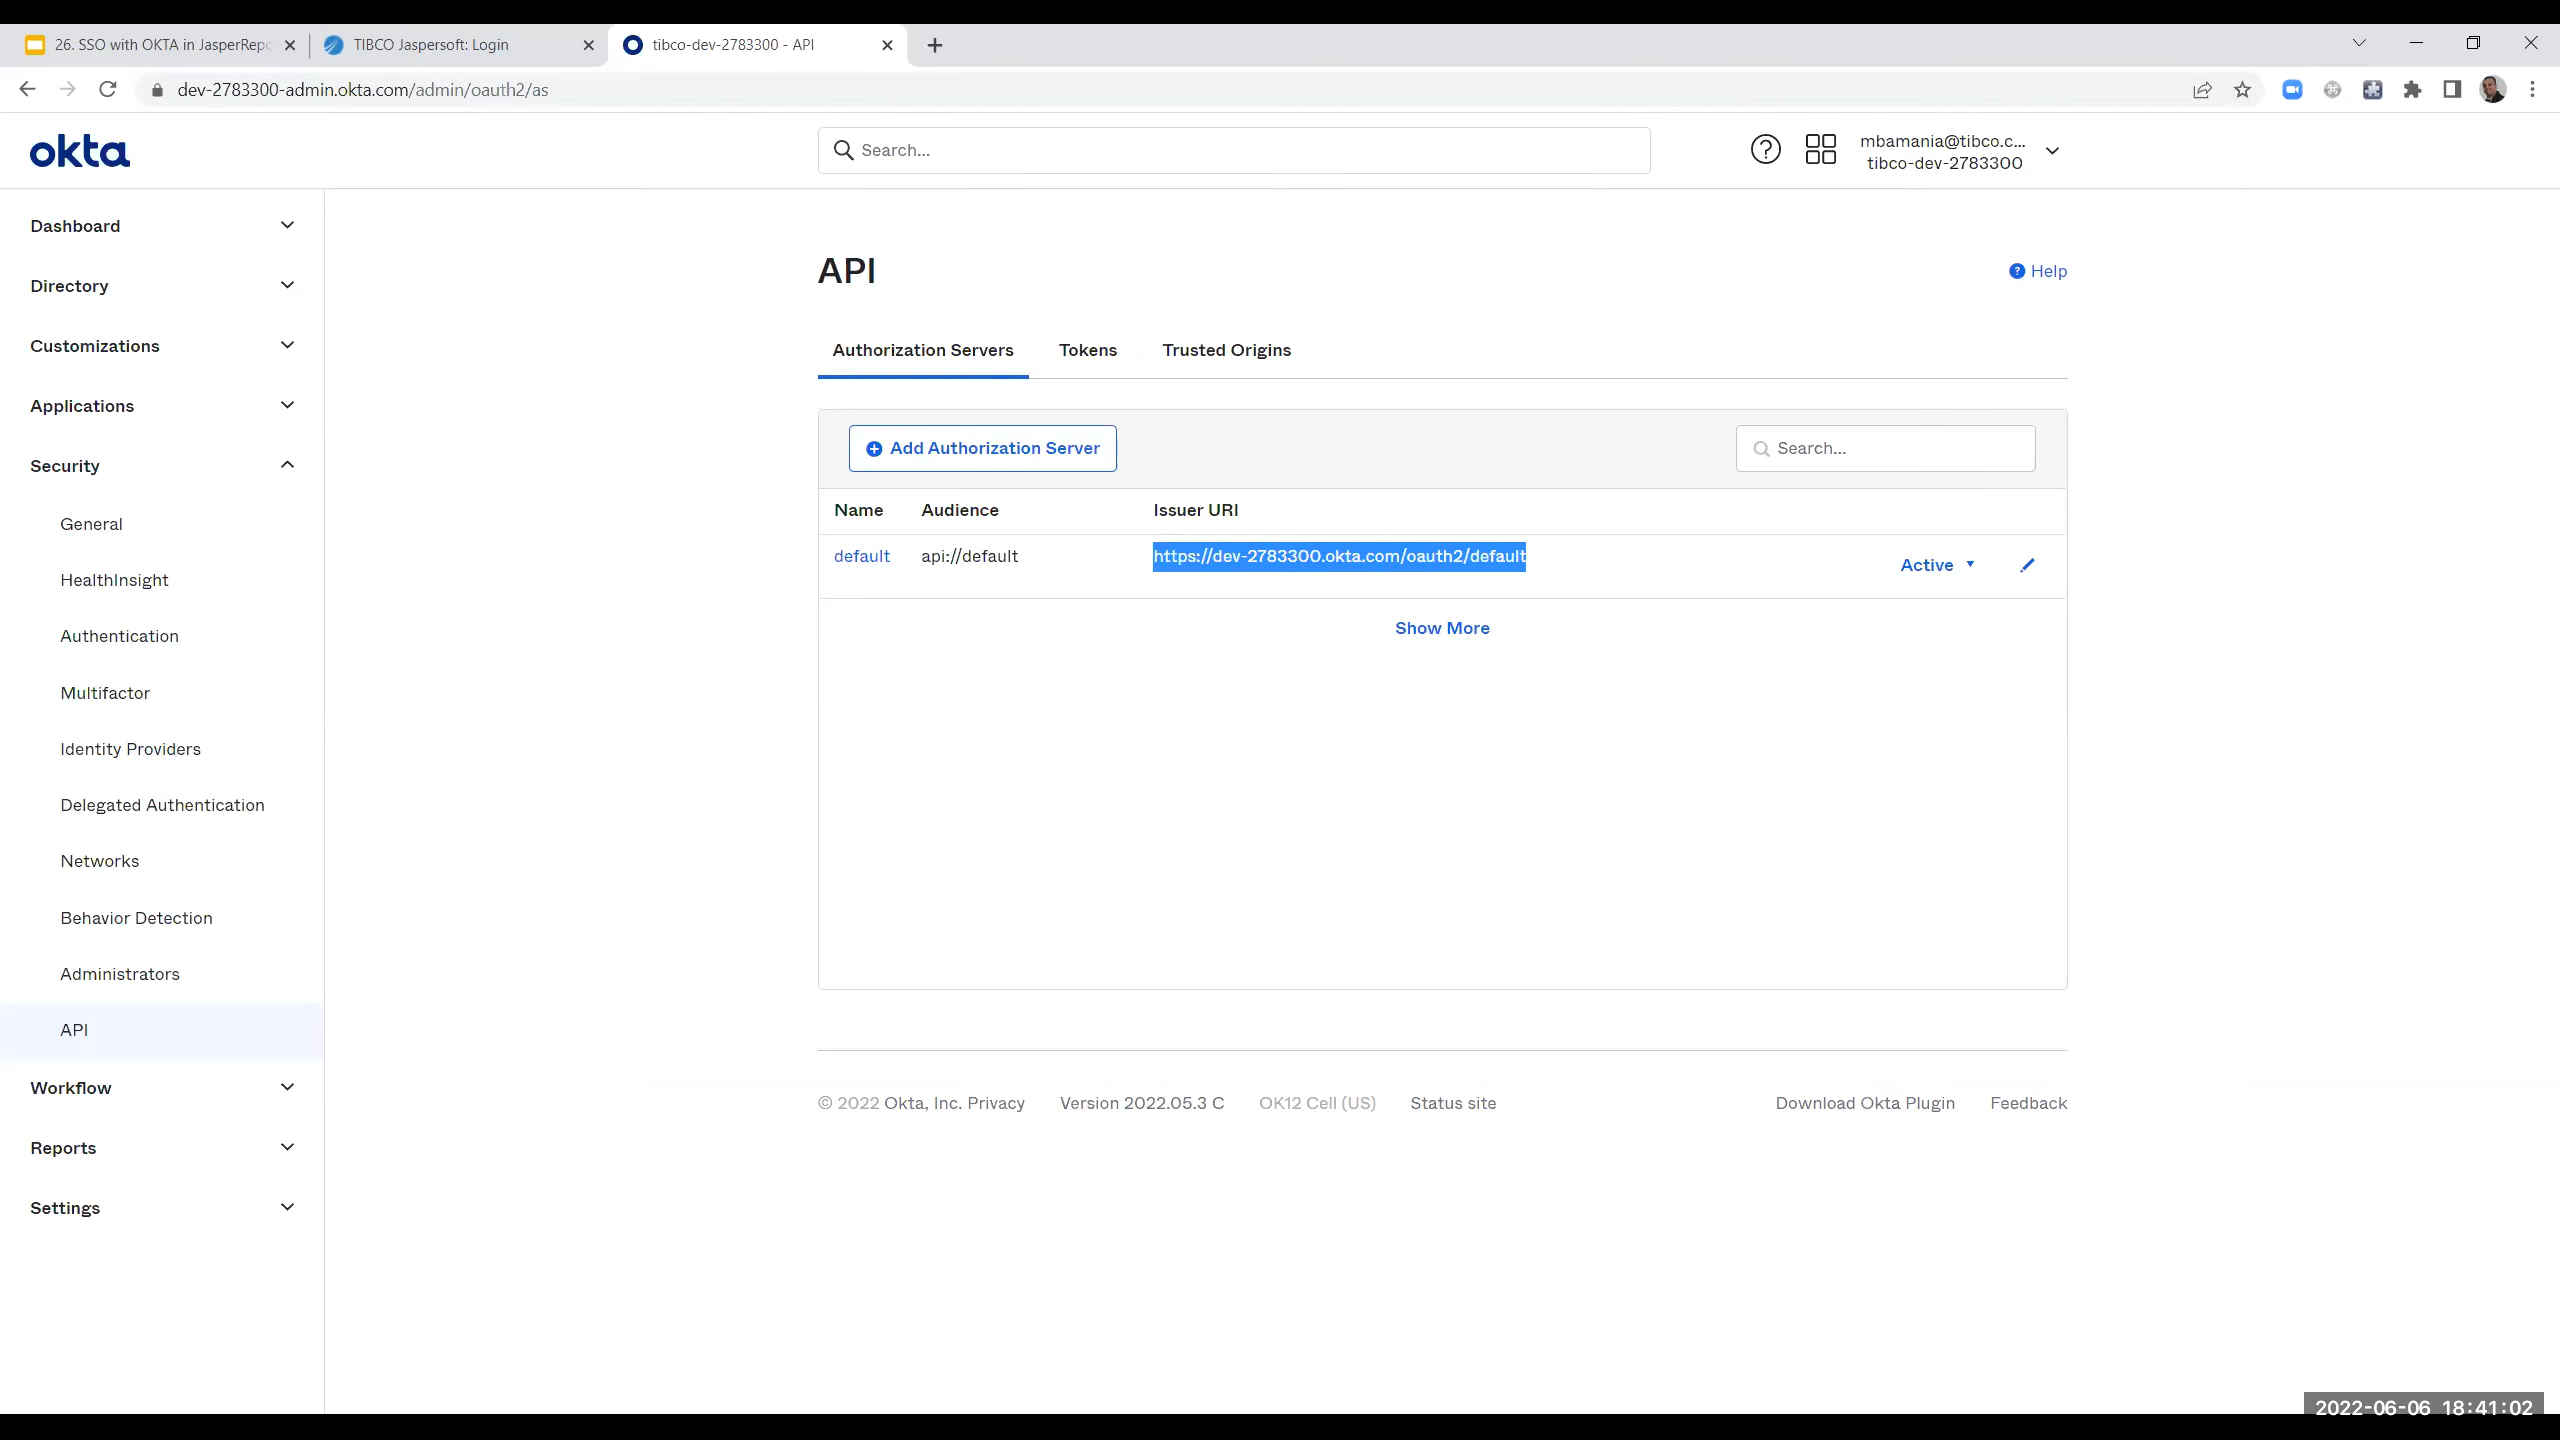 26. SSO with OKTA in JasperRepo
TIBCO Jaspersoft: Login
tibco-dev-2783300 - API
dev-2783300-admin.okta.com/admin/oauth2/as
okta
Search...
mbamania@tibco.c...
tibco-dev-2783300
Dashboard
Directory
Customizations
Applications
Security
General
HealthInsight
Authentication
Multifactor
Identity Providers
Delegated Authentication
Networks
Behavior Detection
Administrators
API
Workflow
Reports
Settings
API
Help
Authorization Servers Tokens Trusted Origins
Add Authorization Server
Search...
Name Audience Issuer URI
default api://default https://dev-2783300.okta.com/oauth2/default Active
Show More
© 2022 Okta, Inc. Privacy Version 2022.05.3 C OK12 Cell (US) Status site Download Okta Plugin Feedback
2022-06-06 18:41:02